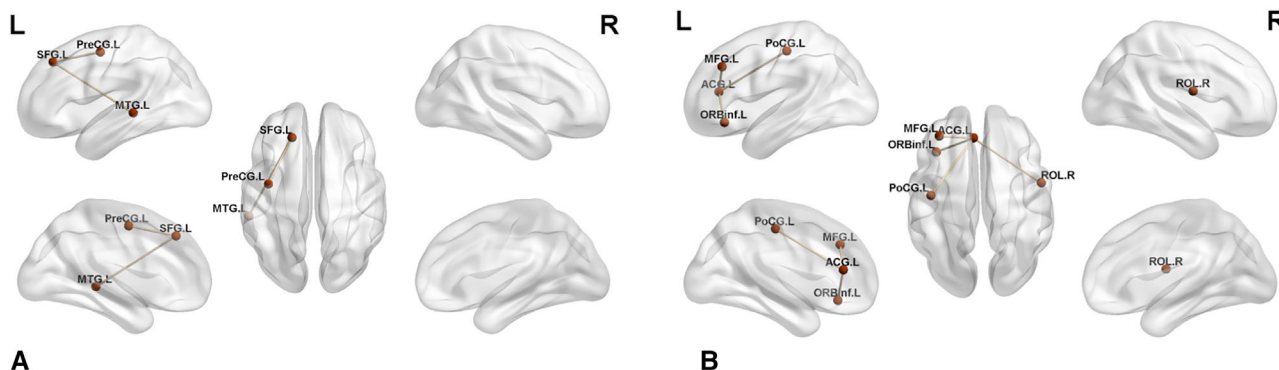 L
R
PreCG.L
SFG.L
MTG.L
SFG.L
PreCG.L
MTG.L
PreCG.L
SFG.L
MTG.L
A
L
R
PoCG.L
MFG.L
ACG.L
ORBinf.L
ROL.R
MFG.L ACG.L
ORBinf.L
PoCG.L
ROL.R
PoCG.L
MFG.L
ACG.L
ORBinf.L
ROL.R
B